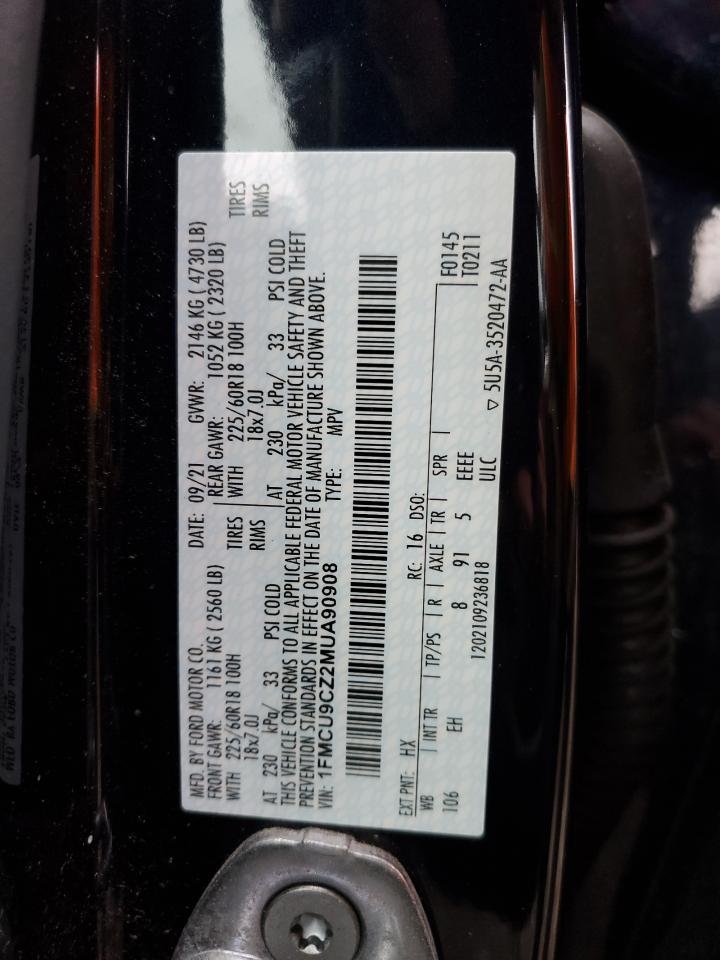 MFD. BY FORD MOTOR CO.
DATE: 09/21 GVWR: 2146 KG ( 4730 LB)
FRONT GAWR: 1161 KG ( 2560 LB)
REAR GAWR: 1052 KG ( 2320 LB)
WITH 225/60R18 100H TIRES
WITH 225/60R18 100H TIRES
18x7.0J RIMS
18x7.0J RIMS
AT 230 kPa/ 33 PSI COLD
AT 230 kPa/ 33 PSI COLD
THIS VEHICLE CONFORMS TO ALL APPLICABLE FEDERAL MOTOR VEHICLE SAFETY AND THEFT
PREVENTION STANDARDS IN EFFECT ON THE DATE OF MANUFACTURE SHOWN ABOVE.
VIN: 1FMCU9CZ2MUA90908 TYPE: MPV
EXT PNT: HX RC: 16 DSO:
WB INT TR TP/PS R AXLE TR SPR F0145
106 EH 8 91 5 EEEE T0211
1202109236818 ULC ▽ 5U5A-3520472-AA